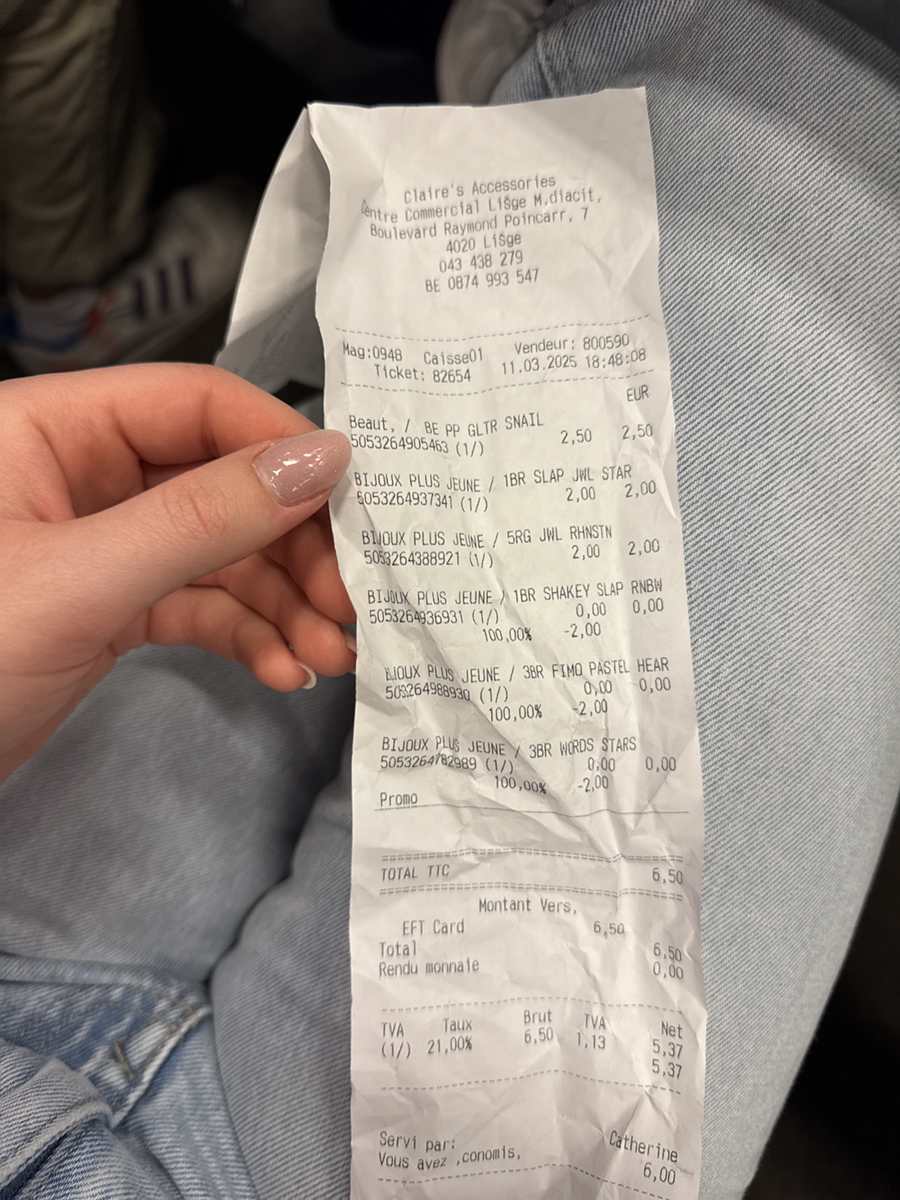 Claire's Accessories
Centre Commercial LiŠge M‚diacit‚
Boulevard Raymond Poincarr‚ 7
4020 LiŠge
043 438 279
BE 0874 993 547
Mag:0948 Caisse01 Vendeur: 800590
Ticket: 82654 11.03.2025 18:48:08
EUR
Beaut‚ / BE PP GLTR SNAIL
5053264905463 (1/) 2,50 2,50
BIJOUX PLUS JEUNE / 1BR SLAP JWL STAR
5053264937341 (1/) 2,00 2,00
BIJOUX PLUS JEUNE / 5RG JWL RHNSTN
5053264388921 (1/) 2,00 2,00
BIJOUX PLUS JEUNE / 1BR SHAKEY SLAP RNBW
5053264936931 (1/) 0,00 0,00
100,00% -2,00
BIJOUX PLUS JEUNE / 3BR FIMO PASTEL HEAR
5053264988930 (1/) 0,00 0,00
100,00% -2,00
BIJOUX PLUS JEUNE / 3BR WORDS STARS
5053264782989 (1/) 0,00 0,00
100,00% -2,00
Promo
TOTAL TTC 6,50
Montant Vers‚
EFT Card 6,50
Total 6,50
Rendu monnaie 0,00
TVA Taux Brut TVA Net
(1/) 21,00% 6,50 1,13 5,37
5,37
Servi par: Catherine
Vous avez ‚conomis‚ 6,00